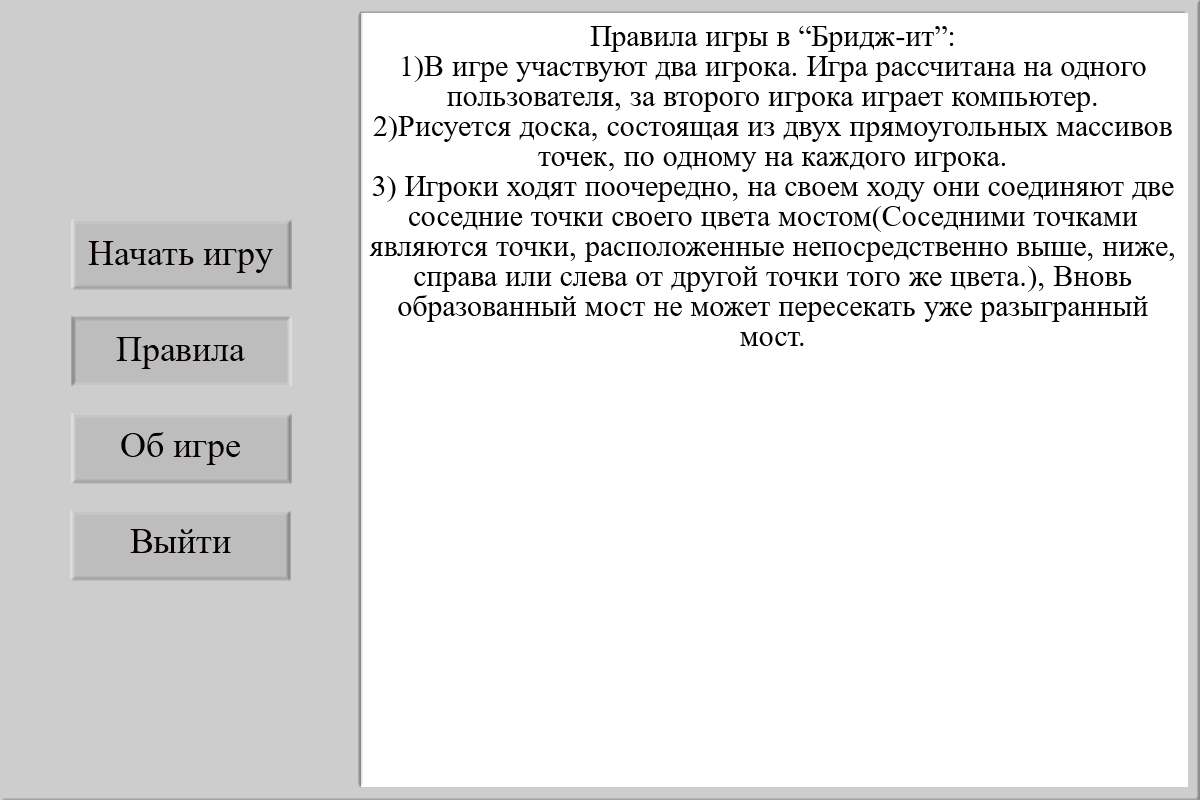 Начать игру
Правила
Об игре
Выйти
Правила игры в “Бридж-ит”:
1)В игре участвуют два игрока. Игра рассчитана на одного
пользователя, за второго игрока играет компьютер.
2)Рисуется доска, состоящая из двух прямоугольных массивов
точек, по одному на каждого игрока.
3) Игроки ходят поочередно, на своем ходу они соединяют две
соседние точки своего цвета мостом(Соседними точками
являются точки, расположенные непосредственно выше, ниже,
справа или слева от другой точки того же цвета.), Вновь
образованный мост не может пересекать уже разыгранный
мост.